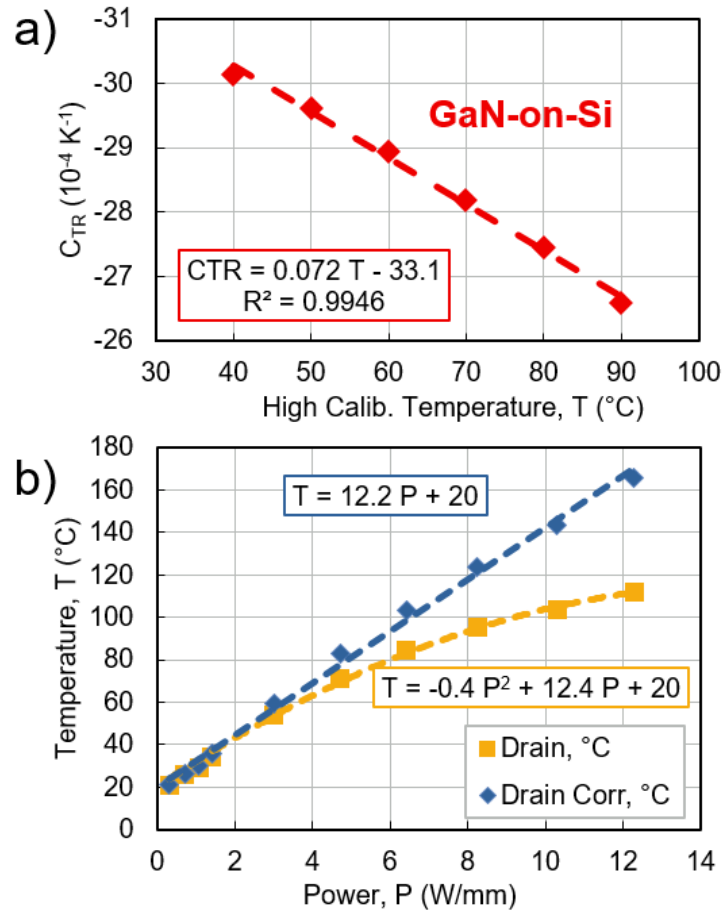 a)
-31
-30
-29
-28
-27
-26
C_TR (10⁻⁴ K⁻¹)
GaN-on-Si
CTR = 0.072 T - 33.1
R² = 0.9946
30 40 50 60 70 80 90 100
High Calib. Temperature, T (°C)
b)
180
160
140
120
100
80
60
40
20
0
Temperature, T (°C)
T = 12.2 P + 20
T = -0.4 P² + 12.4 P + 20
Drain, °C
Drain Corr, °C
0 2 4 6 8 10 12 14
Power, P (W/mm)